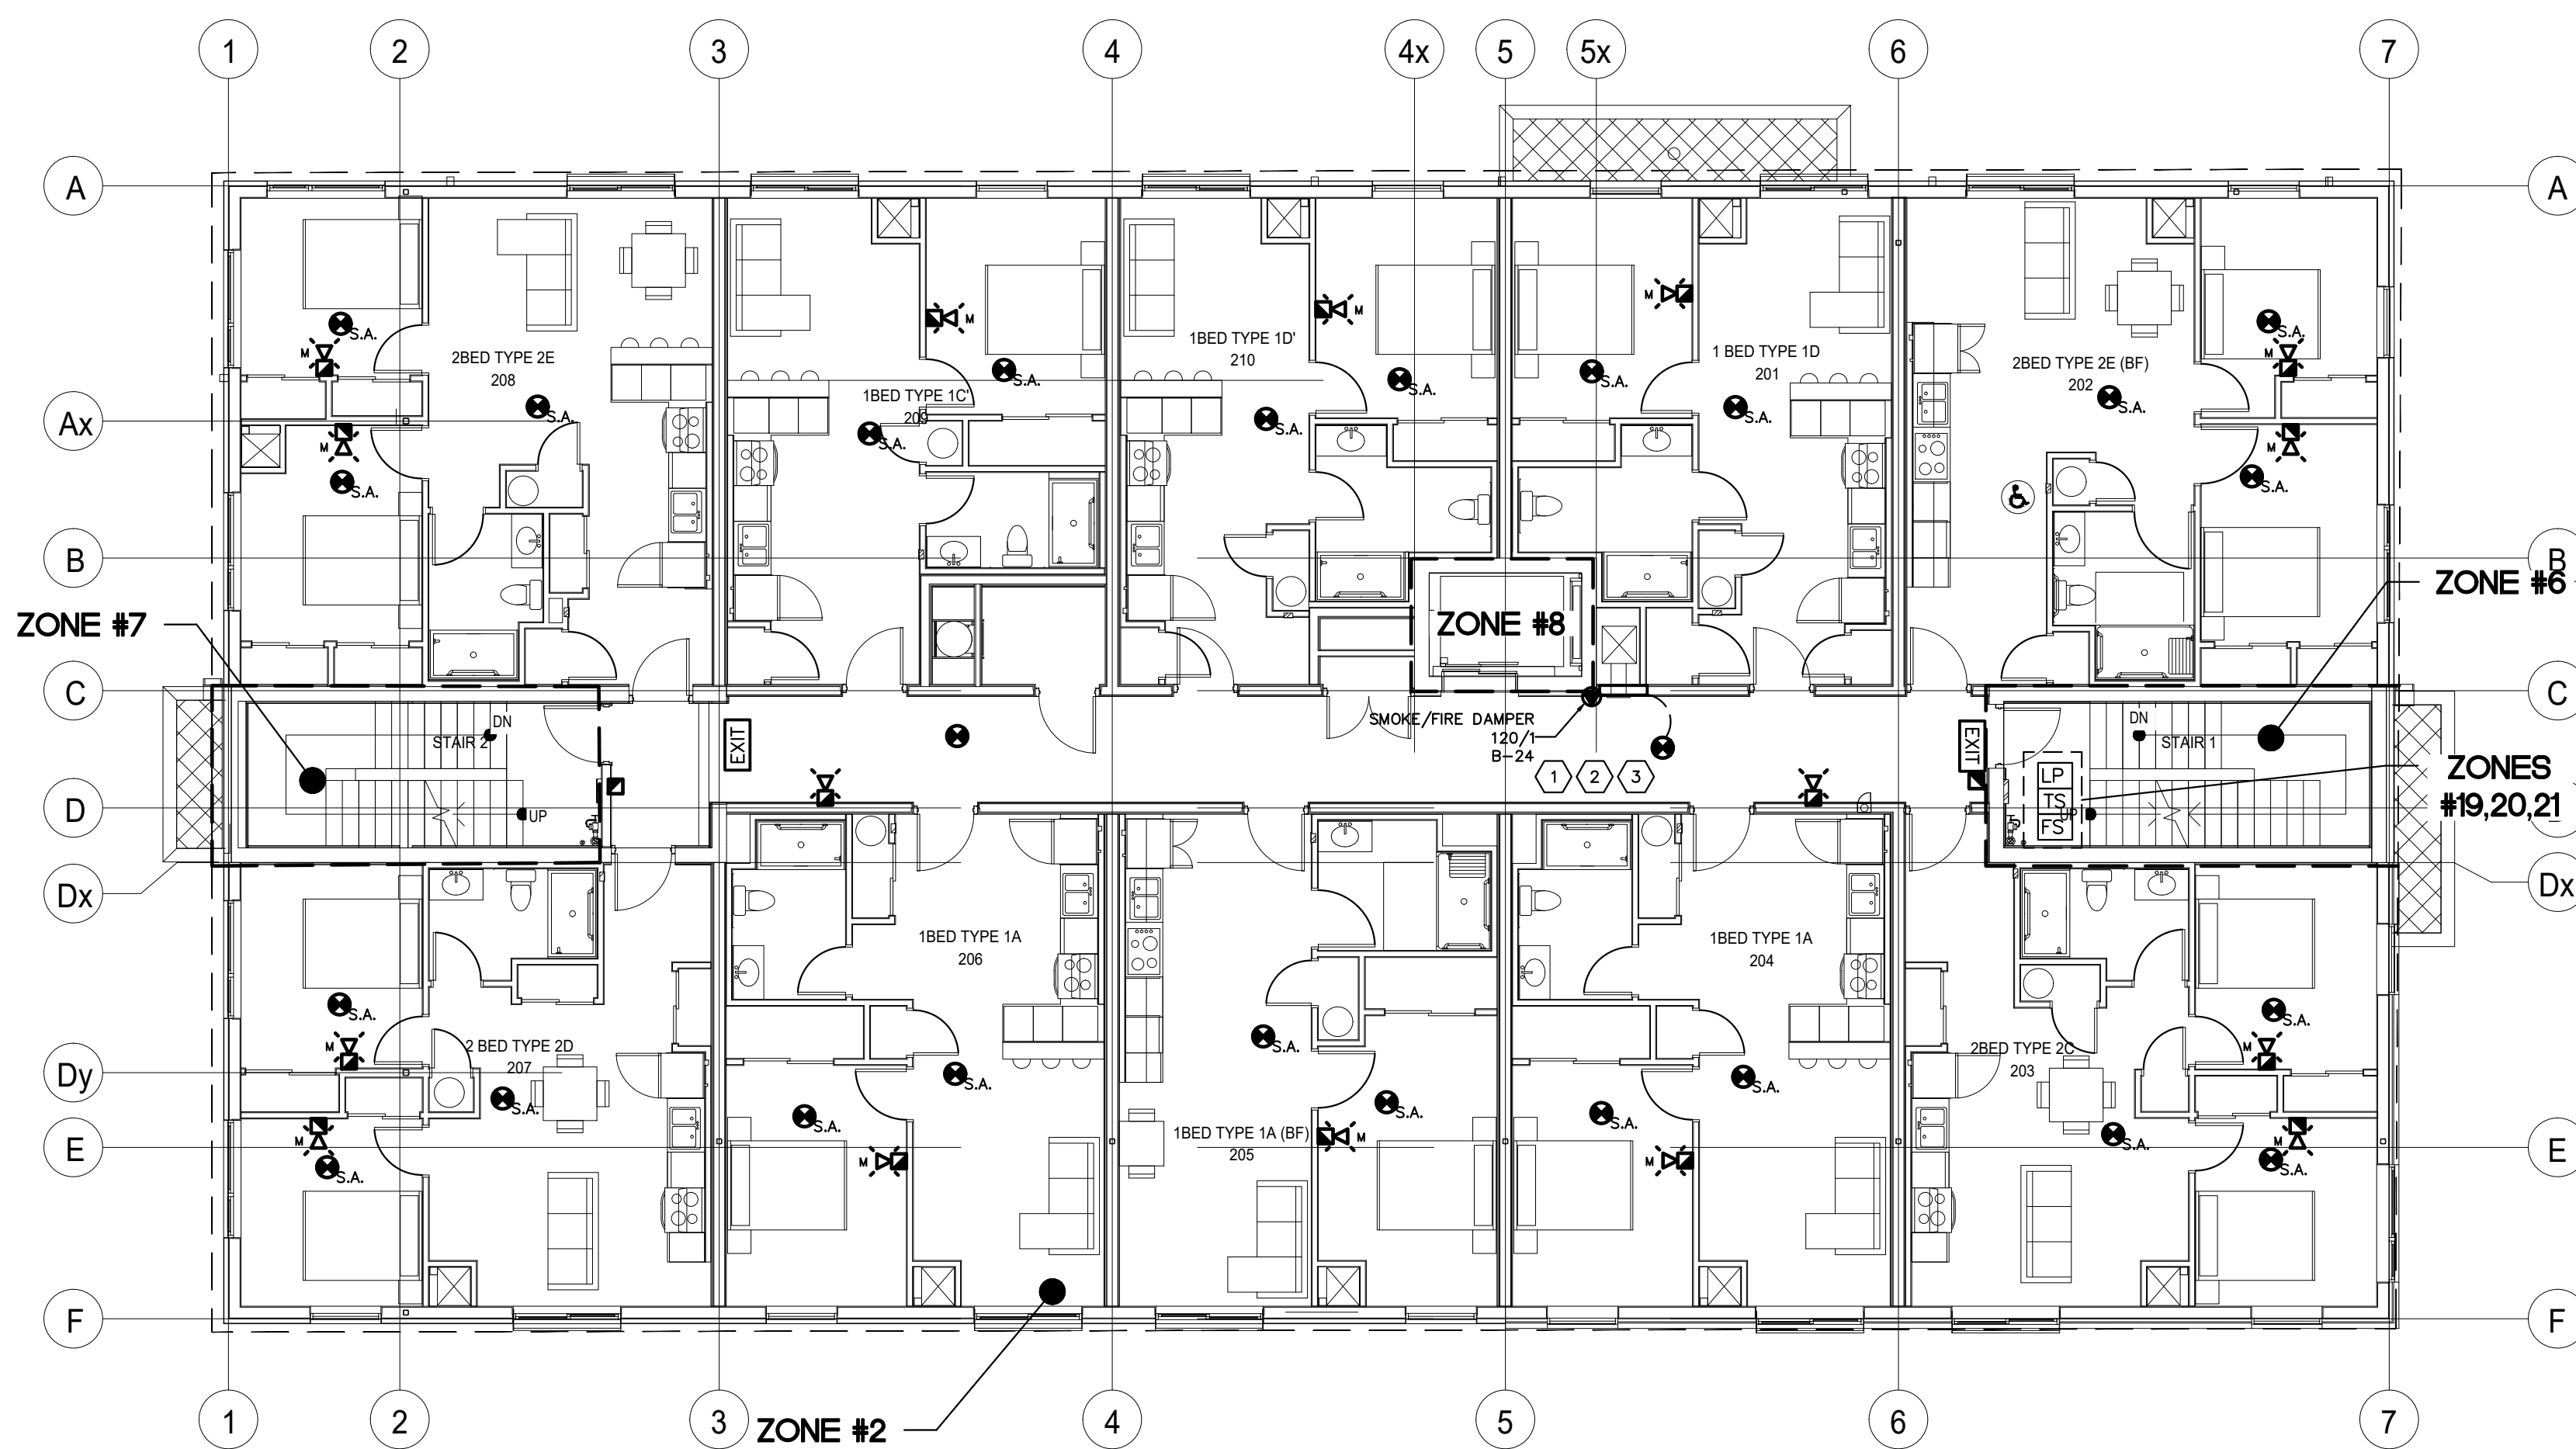 1
2
3
4
4x
5
5x
6
7
A
A
S.A.
M
2BED TYPE 2E
208
S.A.
M
S.A.
1BED TYPE 1C'
209
S.A.
1BED TYPE 1D'
210
M
S.A.
S.A.
M
S.A.
1 BED TYPE 1D
201
S.A.
2BED TYPE 2E (BF)
202
S.A.
S.A.
M
Ax
S.A.
S.A.
B
B
ZONE #7
ZONE #8
ZONE #6
C
C
DN
STAIR 2
EXIT
SMOKE/FIRE DAMPER
120/1
B-24
1
2
3
EXIT
DN
STAIR 1
LP
TS
FS
UP
ZONES
#19,20,21
D
UP
Dx
Dx
1BED TYPE 1A
206
1BED TYPE 1A
204
S.A.
M
2 BED TYPE 2D
207
S.A.
S.A.
S.A.
S.A.
2BED TYPE 2C
203
S.A.
M
Dy
S.A.
S.A.
S.A.
S.A.
M
E
M
S.A.
M
1BED TYPE 1A (BF)
205
M
M
S.A.
M
S.A.
E
F
F
1
2
3
ZONE #2
4
5
6
7